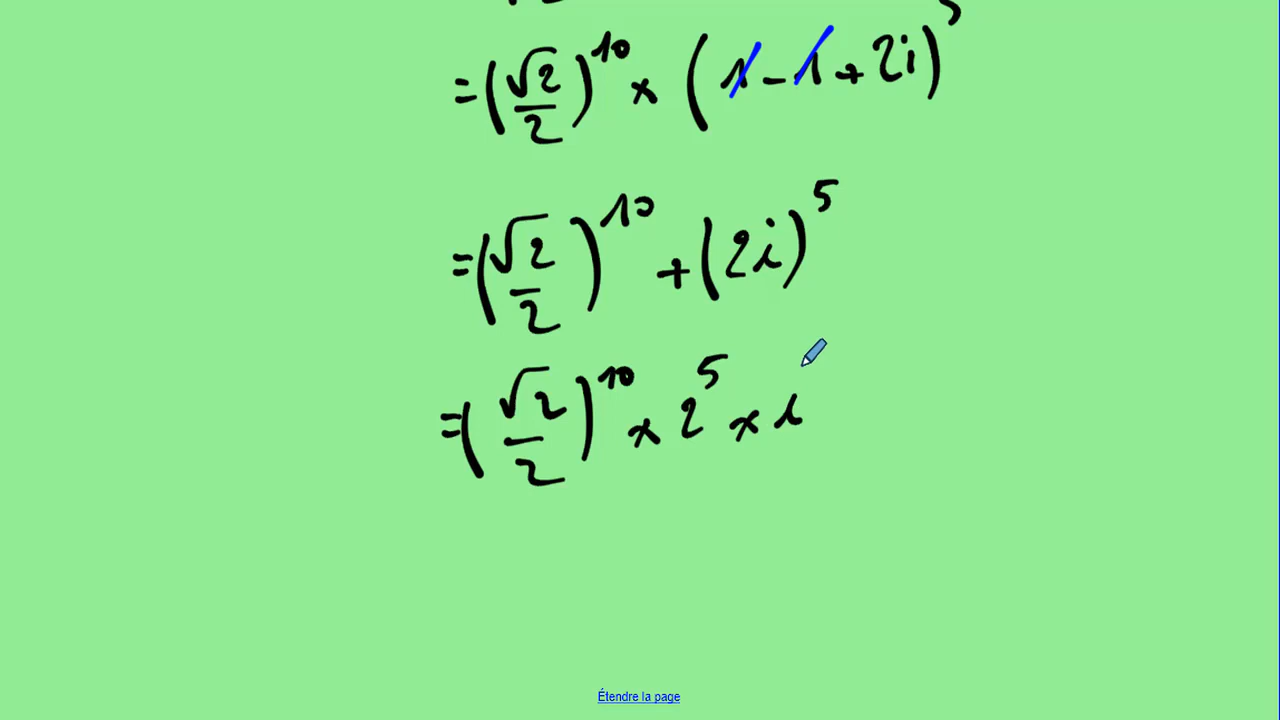 = (√2/2)^10 × (1 - 1 + 2i)^5
= (√2/2)^10 + (2i)^5
= (√2/2)^10 × 2^5 × i
Étendre la page